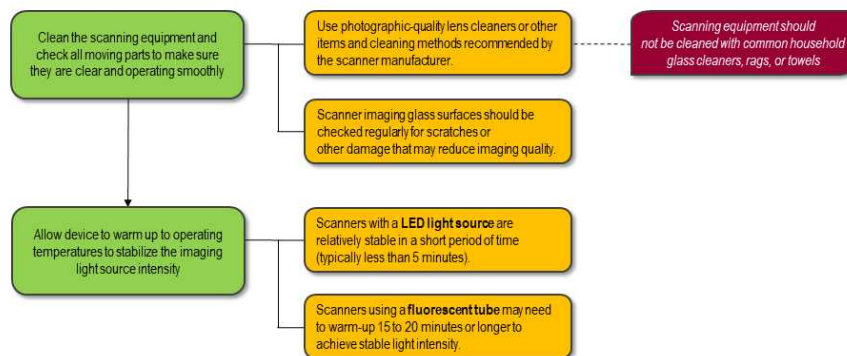 Clean the scanning equipment and
check all moving parts to make sure
they are clear and operating smoothly
Use photographic-quality lens cleaners or other
items and cleaning methods recommended by
the scanner manufacturer.
Scanning equipment should
not be cleaned with common household
glass cleaners, rags, or towels
Scanner imaging glass surfaces should be
checked regularly for scratches or
other damage that may reduce imaging quality.
Allow device to warm up to operating
temperatures to stabilize the imaging
light source intensity
Scanners with a LED light source are
relatively stable in a short period of time
(typically less than 5 minutes).
Scanners using a fluorescent tube may need
to warm-up 15 to 20 minutes or longer to
achieve stable light intensity.